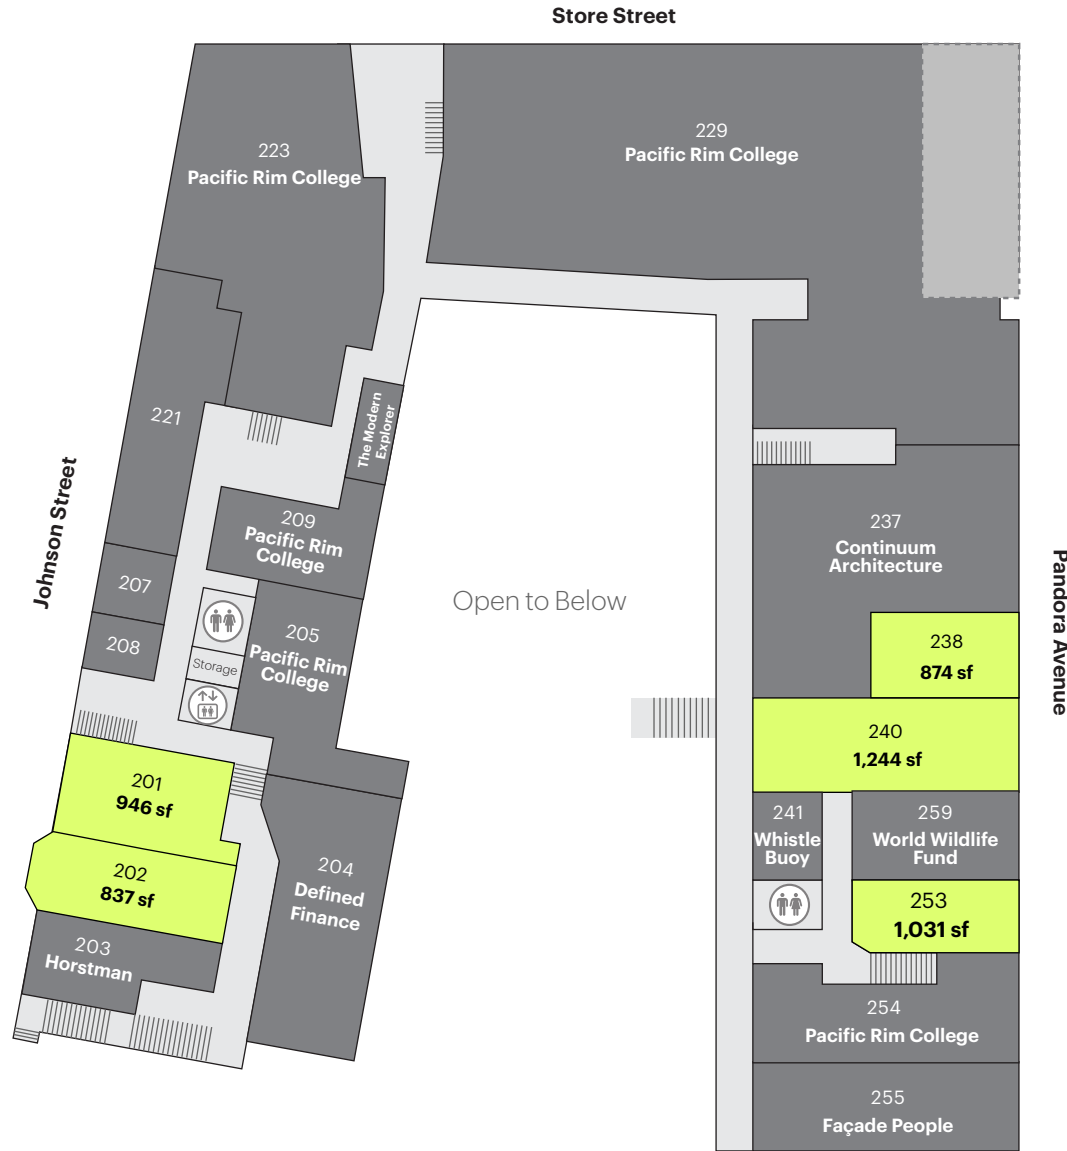 Store Street
223
Pacific Rim College
229
Pacific Rim College
221
The Modern
Explorer
Johnson Street
209
Pacific Rim
College
207
208
Storage
205
Pacific Rim
College
Open to Below
237
Continuum
Architecture
Pandora Avenue
238
874 sf
240
1,244 sf
201
946 sf
202
837 sf
203
Horstman
204
Defined
Finance
241
Whistle
Buoy
259
World Wildlife
Fund
253
1,031 sf
254
Pacific Rim College
255
Façade People